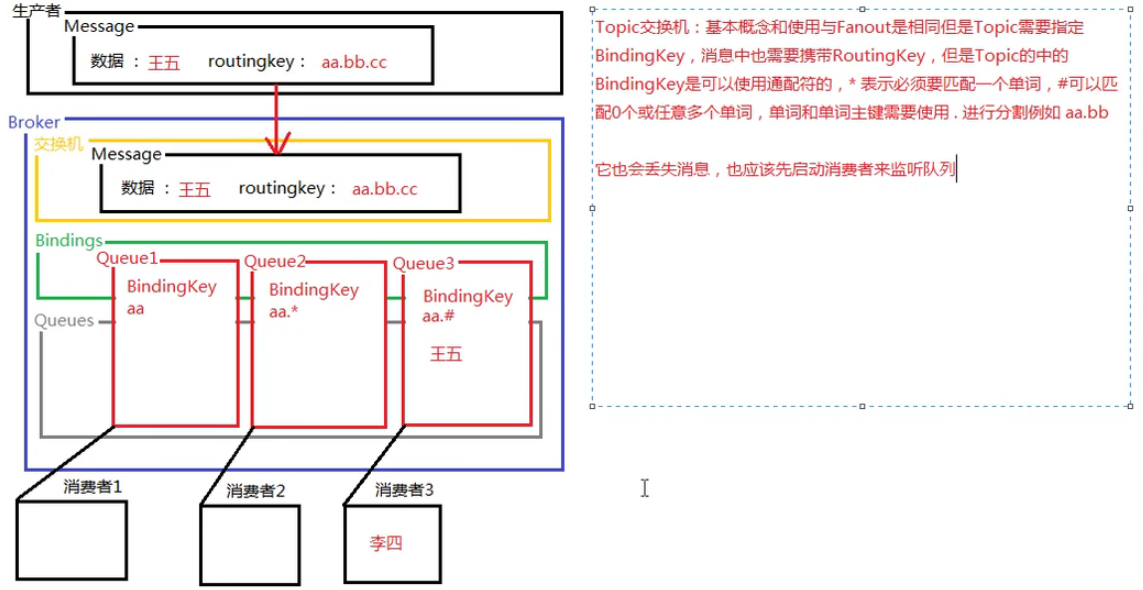 生产者
Message
数据 : 王五 routingkey : aa.bb.cc
Broker
交换机
Message
数据 : 王五 routingkey : aa.bb.cc
Bindings
Queue1 Queue2 Queue3
BindingKey BindingKey BindingKey
aa aa.* aa.#
Queues
王五
消费者1 消费者2 消费者3
李四
Topic交换机：基本概念和使用与Fanout是相同但是Topic需要指定
BindingKey，消息中也需要携带RoutingKey，但是Topic的中的
BindingKey是可以使用通配符的，* 表示必须要匹配一个单词，#可以匹
配0个或任意多个单词，单词和单词主键需要使用 . 进行分割例如 aa.bb
它也会丢失消息，也应该先启动消费者来监听队列